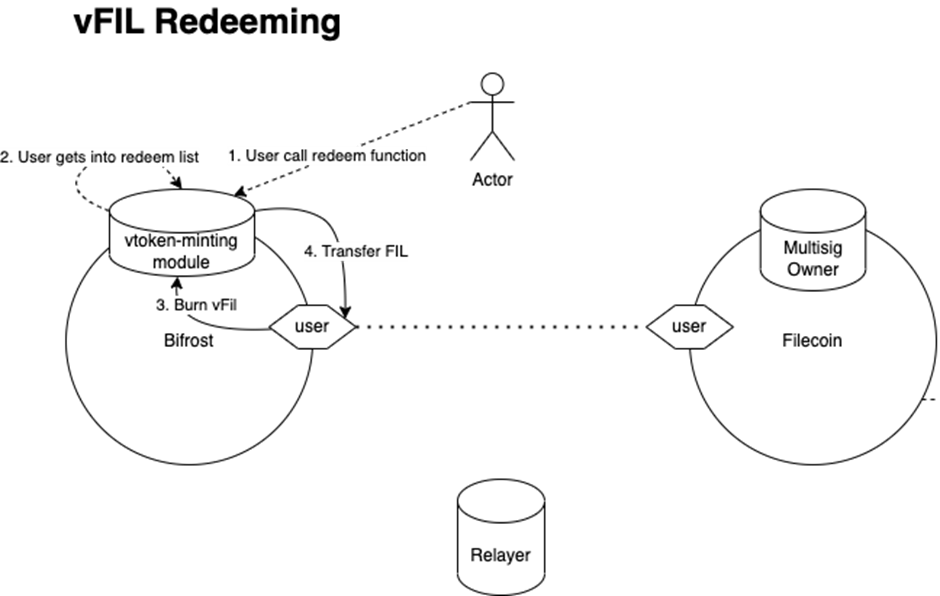 vFIL Redeeming
2. User gets into redeem list
1. User call redeem function
Actor
vtoken-minting
module
4. Transfer FIL
Multisig
Owner
3. Burn vFil
user
user
Bifrost
Filecoin
Relayer